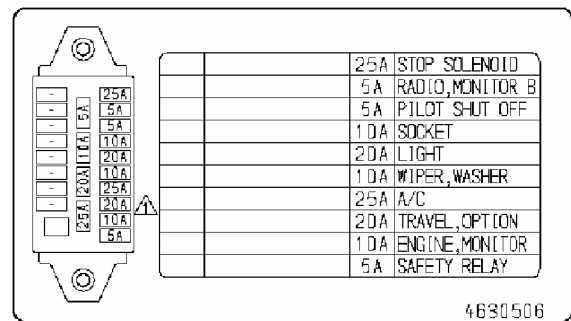 25A
5A
5A
10A
20A
10A
25A
20A
10A
5A
5A
10A
20A
25A
1
25A STOP SOLENOID
5A RADIO,MONITOR B
5A PILOT SHUT OFF
10A SOCKET
20A LIGHT
10A WIPER,WASHER
25A A/C
20A TRAVEL,OPTION
10A ENGINE,MONITOR
5A SAFETY RELAY
4630506